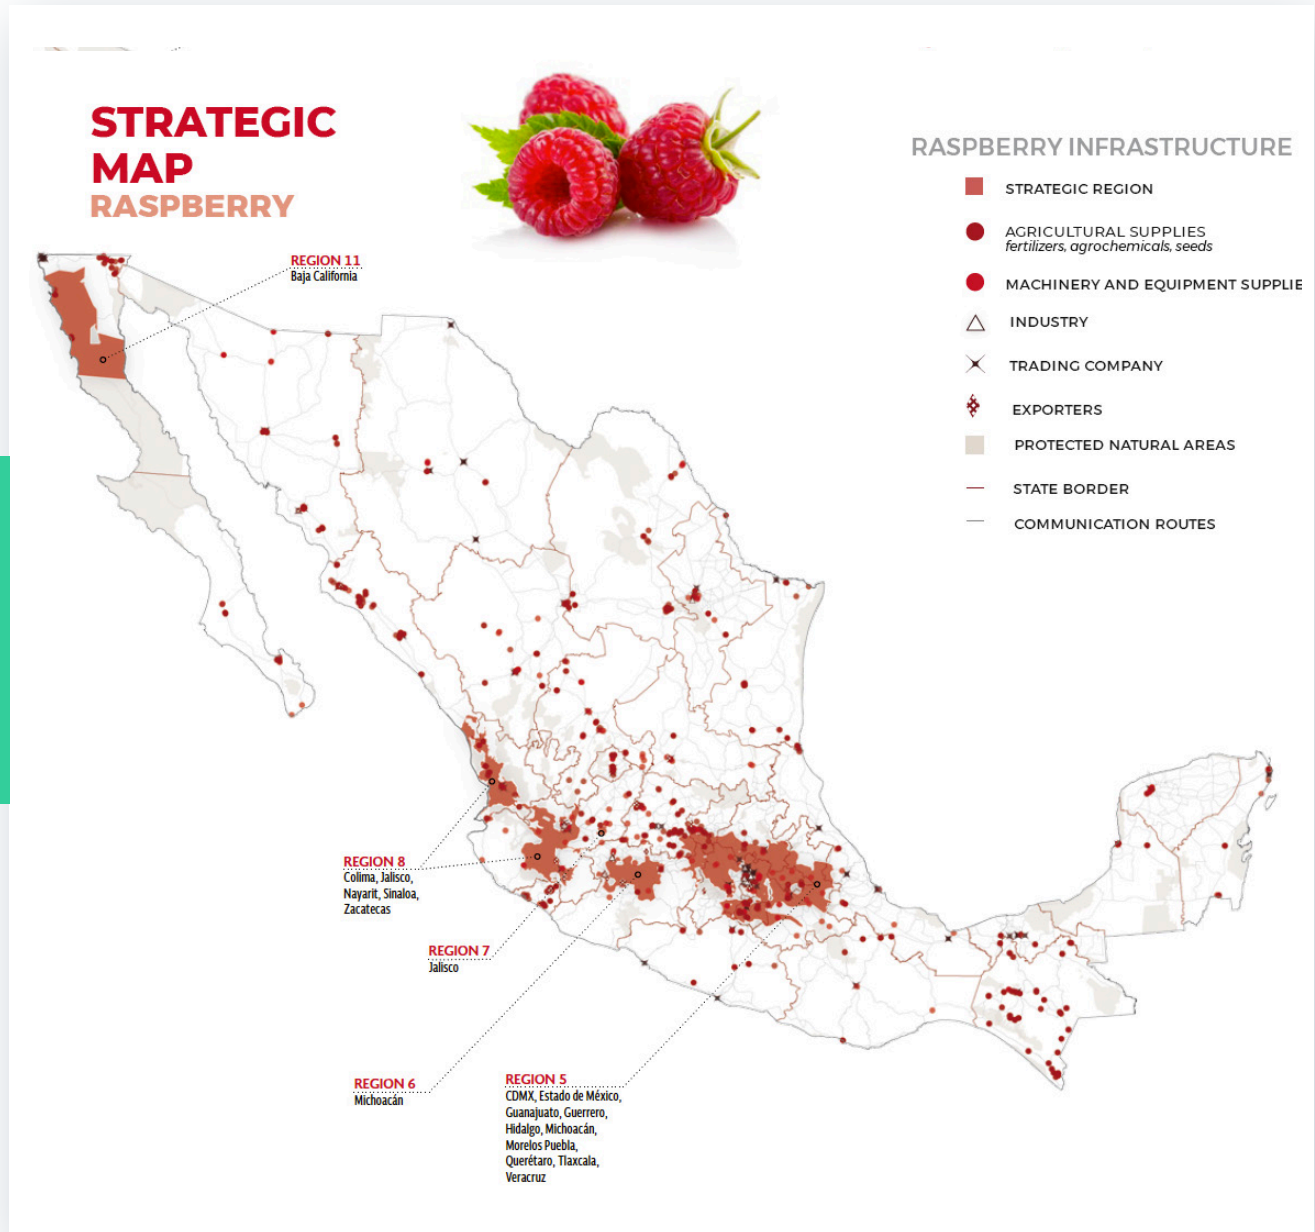 STRATEGIC
MAP
RASPBERRY
RASPBERRY INFRASTRUCTURE
STRATEGIC REGION
AGRICULTURAL SUPPLIES
fertilizers, agrochemicals, seeds
MACHINERY AND EQUIPMENT SUPPLIE
INDUSTRY
TRADING COMPANY
EXPORTERS
PROTECTED NATURAL AREAS
STATE BORDER
COMMUNICATION ROUTES
REGION 11
Baja California
REGION 8
Colima, Jalisco,
Nayarit, Sinaloa,
Zacatecas
REGION 7
Jalisco
REGION 6
Michoacán
REGION 5
CDMX, Estado de México,
Guanajuato, Guerrero,
Hidalgo, Michoacán,
Morelos Puebla,
Querétaro, Tlaxcala,
Veracruz